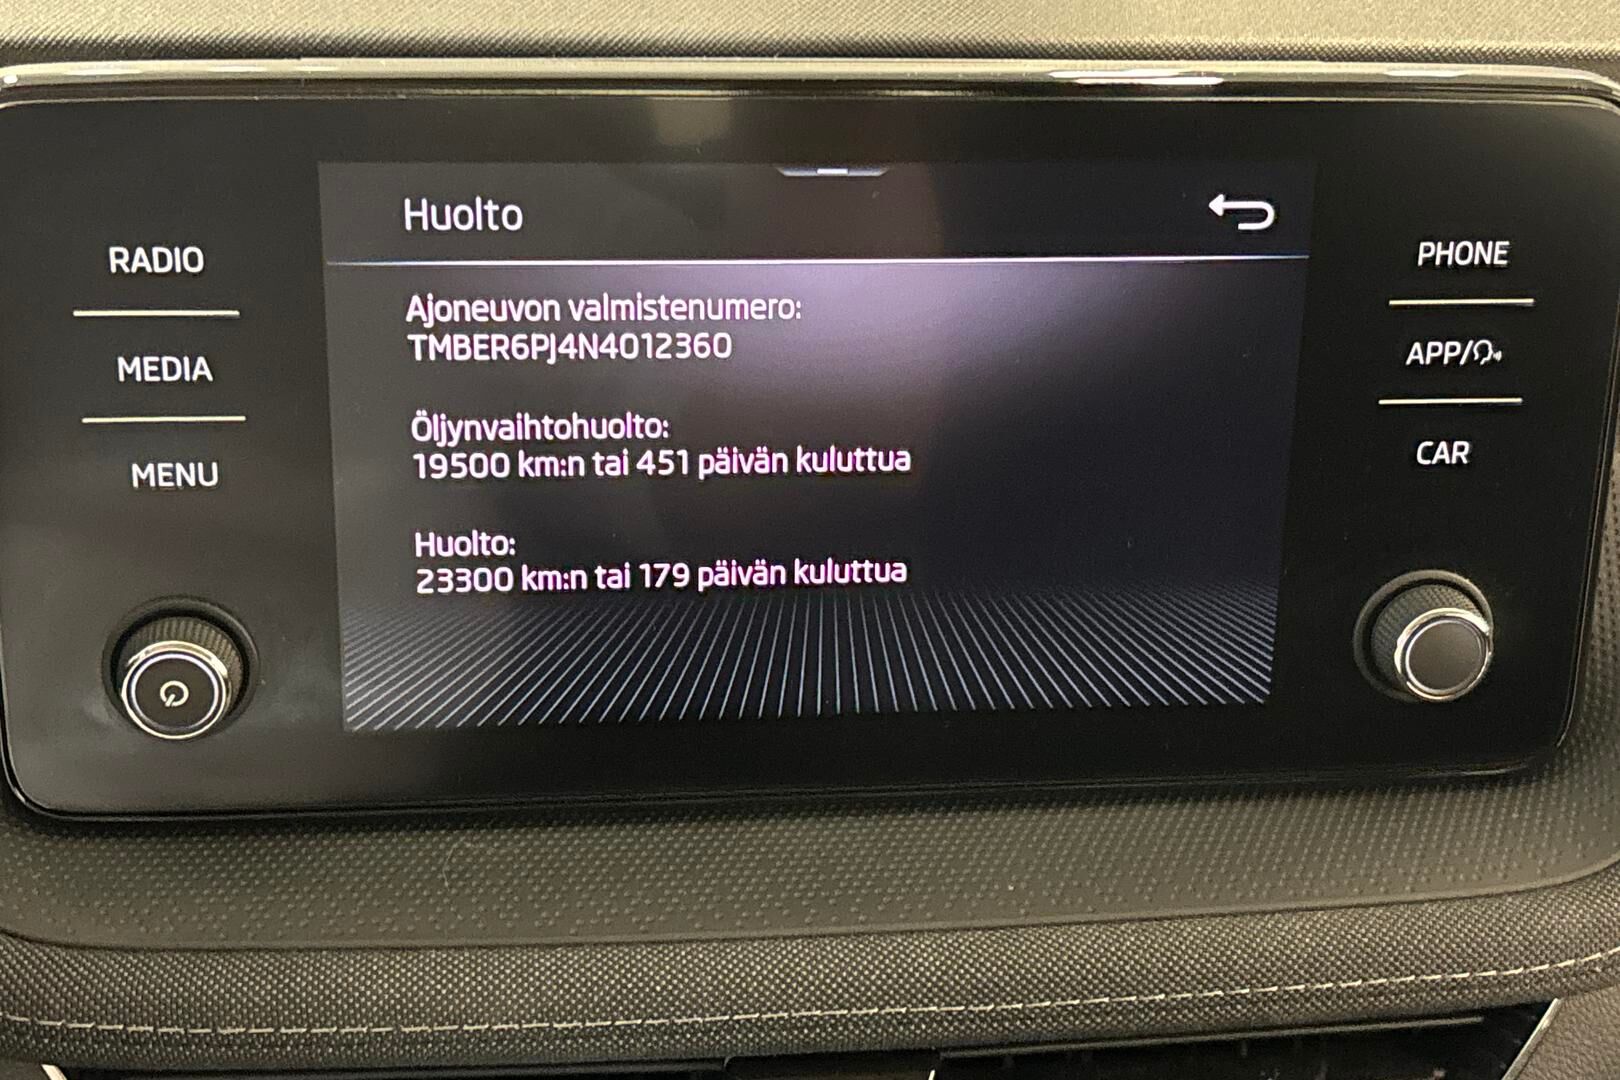 Huolto
RADIO
MEDIA
MENU
Ajoneuvon valmistenumero:
TMBER6PJ4N4012360
Öljynvaihtohuolto:
19500 km:n tai 451 päivän kuluttua
Huolto:
23300 km:n tai 179 päivän kuluttua
PHONE
APP/
CAR